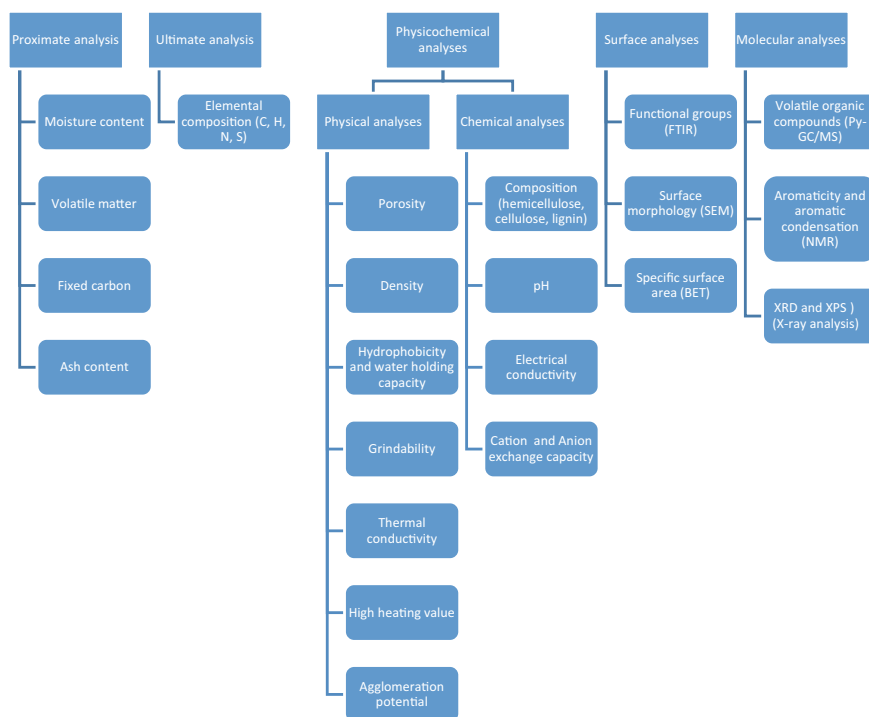 Proximate analysis
Moisture content
Volatile matter
Fixed carbon
Ash content
Ultimate analysis
Elemental
composition (C, H,
N, S)
Physicochemical
analyses
Physical analyses
Porosity
Density
Hydrophobicity
and water holding
capacity
Grindability
Thermal
conductivity
High heating value
Agglomeration
potential
Chemical analyses
Composition
(hemicellulose,
cellulose, lignin)
pH
Electrical
conductivity
Cation and Anion
exchange capacity
Surface analyses
Functional groups
(FTIR)
Surface
morphology (SEM)
Specific surface
area (BET)
Molecular analyses
Volatile organic
compounds (Py-
GC/MS)
Aromaticity and
aromatic
condensation
(NMR)
XRD and XPS )
(X-ray analysis)